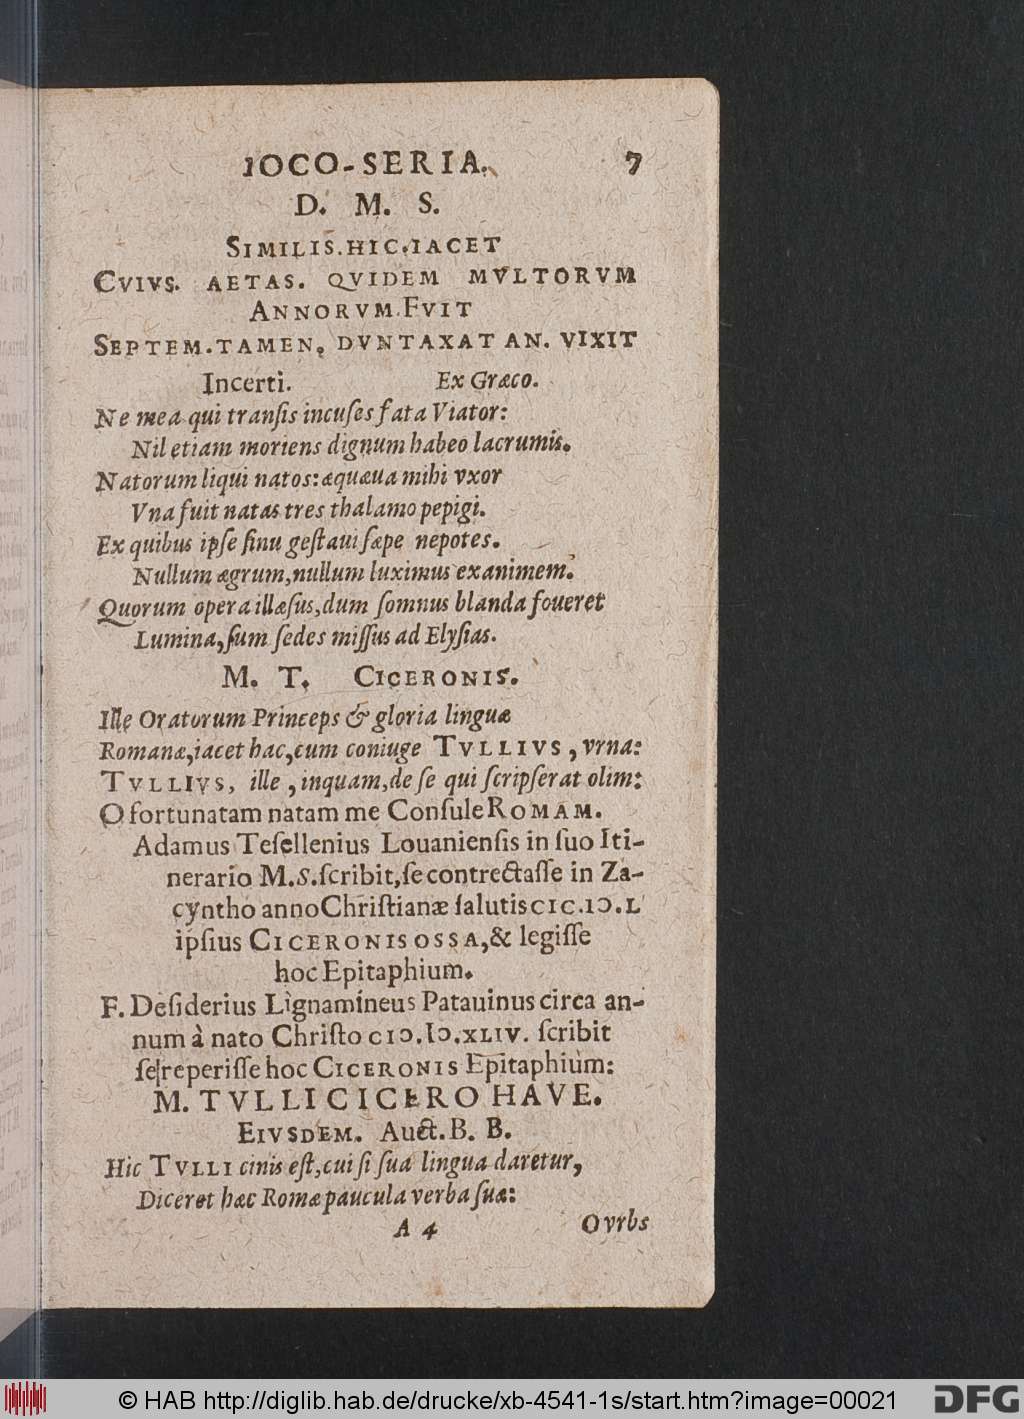 IOCO-SERIA. 7
D. M. S.
SIMILIS.HIC.IACET
CVIVS. AETAS. QVIDEM MVLTORVM
ANNORVM.FVIT
SEPTEM.TAMEN. DVNTAXAT AN. VIXIT
Incerti. Ex Græco.
Ne mea qui tranſis incuſes fata Viator:
Nil etiam moriens dignum habeo lacrumis.
Natorum liqui natos: æquæua mihi vxor
Vna fuit natas tres thalamo pepigi.
Ex quibus ipſe ſinu geſtaui ſæpe nepotes.
Nullum ægrum, nullum luximus exanimem.
Quorum opera illæſus, dum ſomnus blanda foueret
Lumina, ſum ſedes miſſus ad Elyſias.
M. T. CICERONIS.
Ille Oratorum Princeps & gloria linguæ
Romanæ, iacet hac, cum coniuge TVLLIVS, vrna:
TVLLIVS, ille, inquam, de ſe qui ſcripſerat olim:
O fortunatam natam me Conſule ROMAM.
Adamus Teſellenius Louanienſis in ſuo Iti-
nerario M.S. ſcribit, ſe contrectaſſe in Za-
cyntho anno Chriſtianæ ſalutis CIC.IↃ.L
ipſius CICERONIS OSSA, & legiſſe
hoc Epitaphium.
F. Deſiderius Lignamineus Patauinus circa an-
num à nato Chriſto CIↃ.IↃ.XLIV. ſcribit
ſe reperiſſe hoc CICERONIS Epitaphium:
M. TVLLI CICERO HAVE.
EIVSDEM. Auct. B. B.
Hic TVLLI cinis eſt, cui ſi ſua lingua daretur,
Diceret hæc Romæ paucula verba ſuæ:
A 4 O vrbs
© HAB http://diglib.hab.de/drucke/xb-4541-1s/start.htm?image=00021 DFG